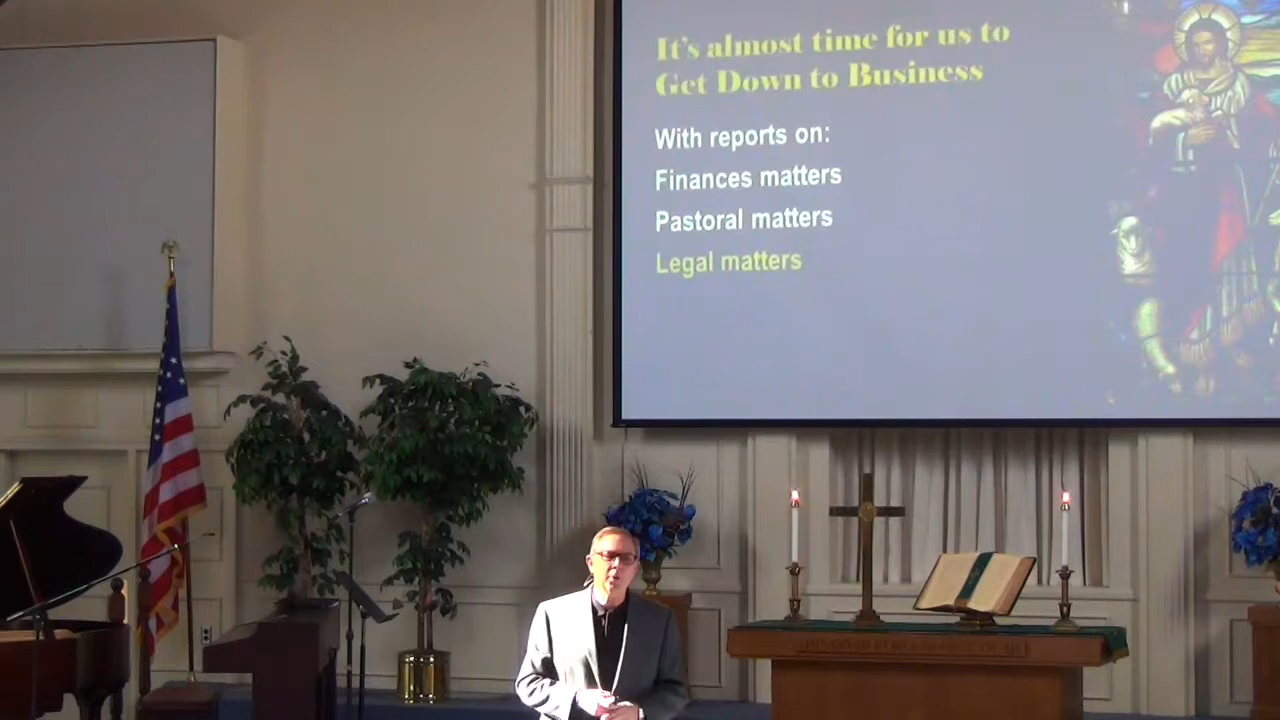 It's almost time for us to
Get Down to Business
With reports on:
Finances matters
Pastoral matters
Legal matters